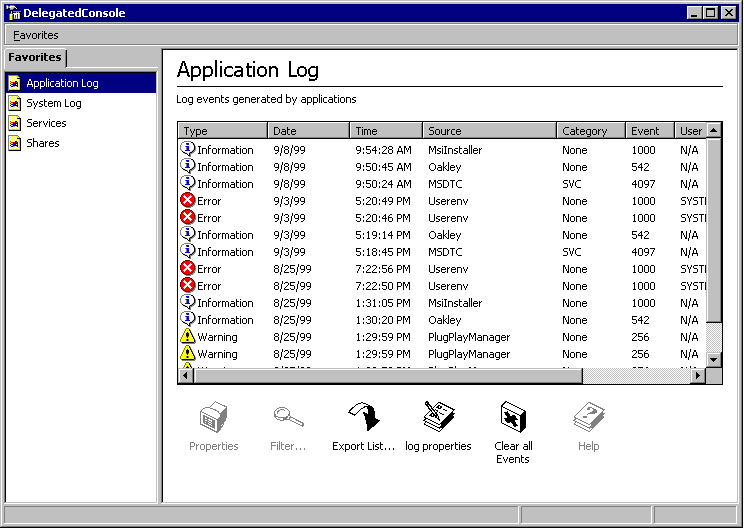 DelegatedConsole
Favorites
Favorites
Application Log
System Log
Services
Shares
Application Log
Log events generated by applications
Type Date Time Source Category Event User
Information 9/8/99 9:54:28 AM MsiInstaller None 1000 N/A
Information 9/8/99 9:50:45 AM Oakley None 542 N/A
Information 9/8/99 9:50:24 AM MSDTC SVC 4097 N/A
Error 9/3/99 5:20:49 PM Userenv None 1000 SYSTI
Error 9/3/99 5:20:46 PM Userenv None 1000 SYSTI
Information 9/3/99 5:19:14 PM Oakley None 542 N/A
Information 9/3/99 5:18:45 PM MSDTC SVC 4097 N/A
Error 8/25/99 7:22:56 PM Userenv None 1000 SYSTI
Error 8/25/99 7:22:50 PM Userenv None 1000 SYSTI
Information 8/25/99 1:31:05 PM MsiInstaller None 1000 N/A
Information 8/25/99 1:30:20 PM Oakley None 542 N/A
Warning 8/25/99 1:29:59 PM PlugPlayManager None 256 N/A
Warning 8/25/99 1:29:59 PM PlugPlayManager None 256 N/A
Properties Filter... Export List... log properties Clear all Events Help